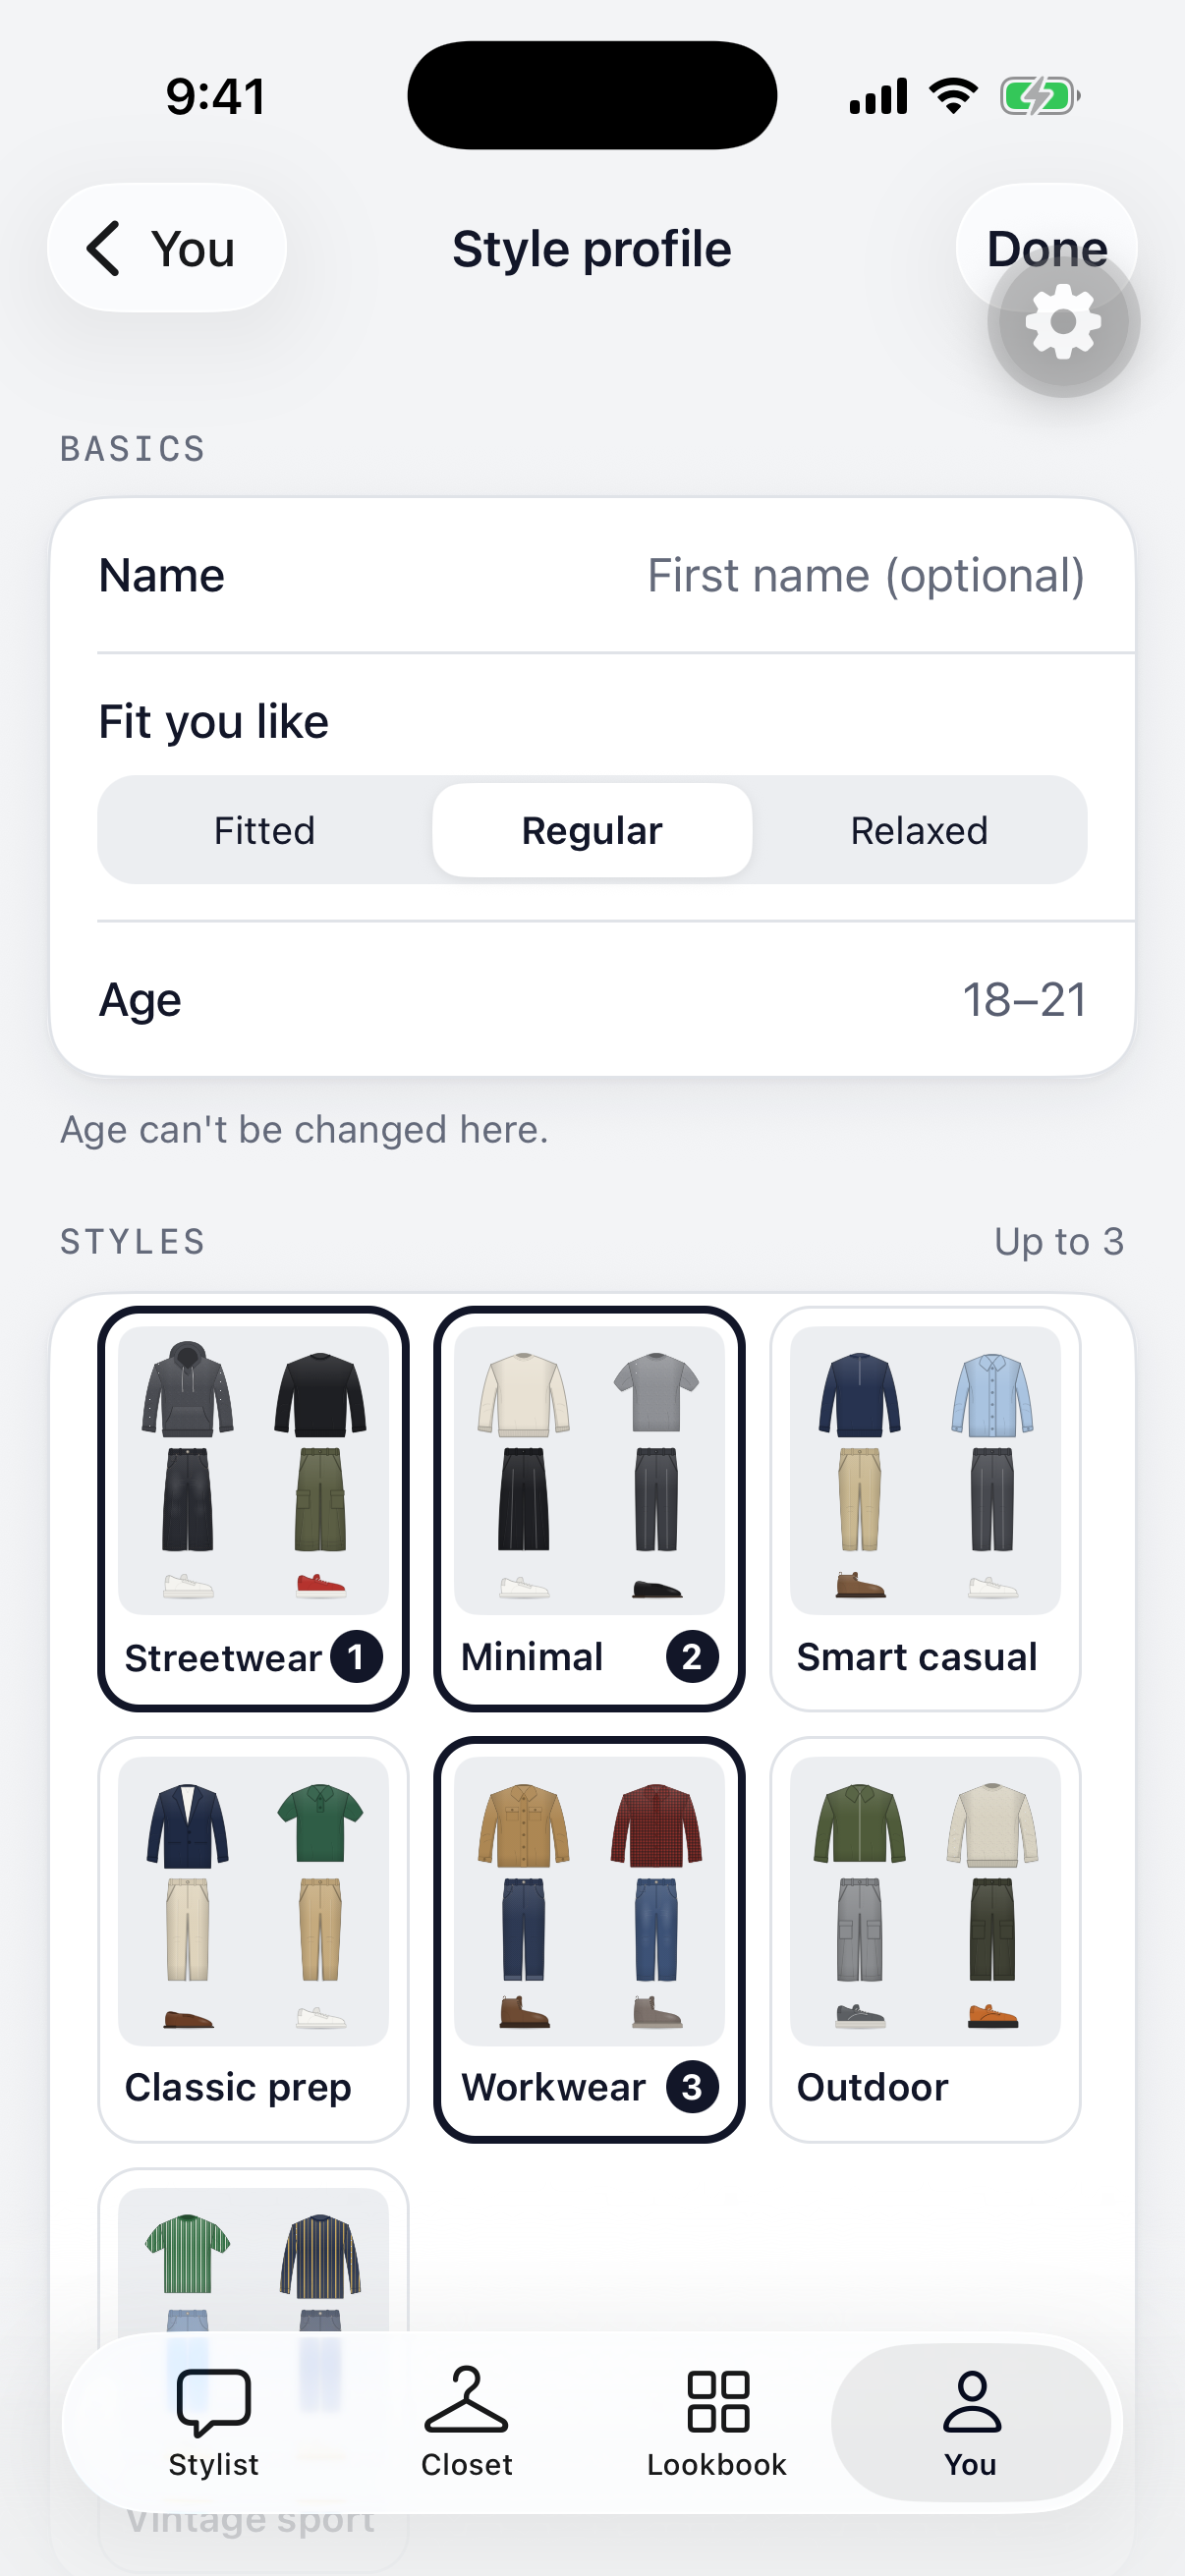 9:41
You
Style profile
Done
BASICS
Name
First name (optional)
Fit you like
Fitted
Regular
Relaxed
Age
18–21
Age can't be changed here.
STYLES
Up to 3
Streetwear 1
Minimal 2
Smart casual
Classic prep
Workwear 3
Outdoor
Vintage sport
Stylist
Closet
Lookbook
You